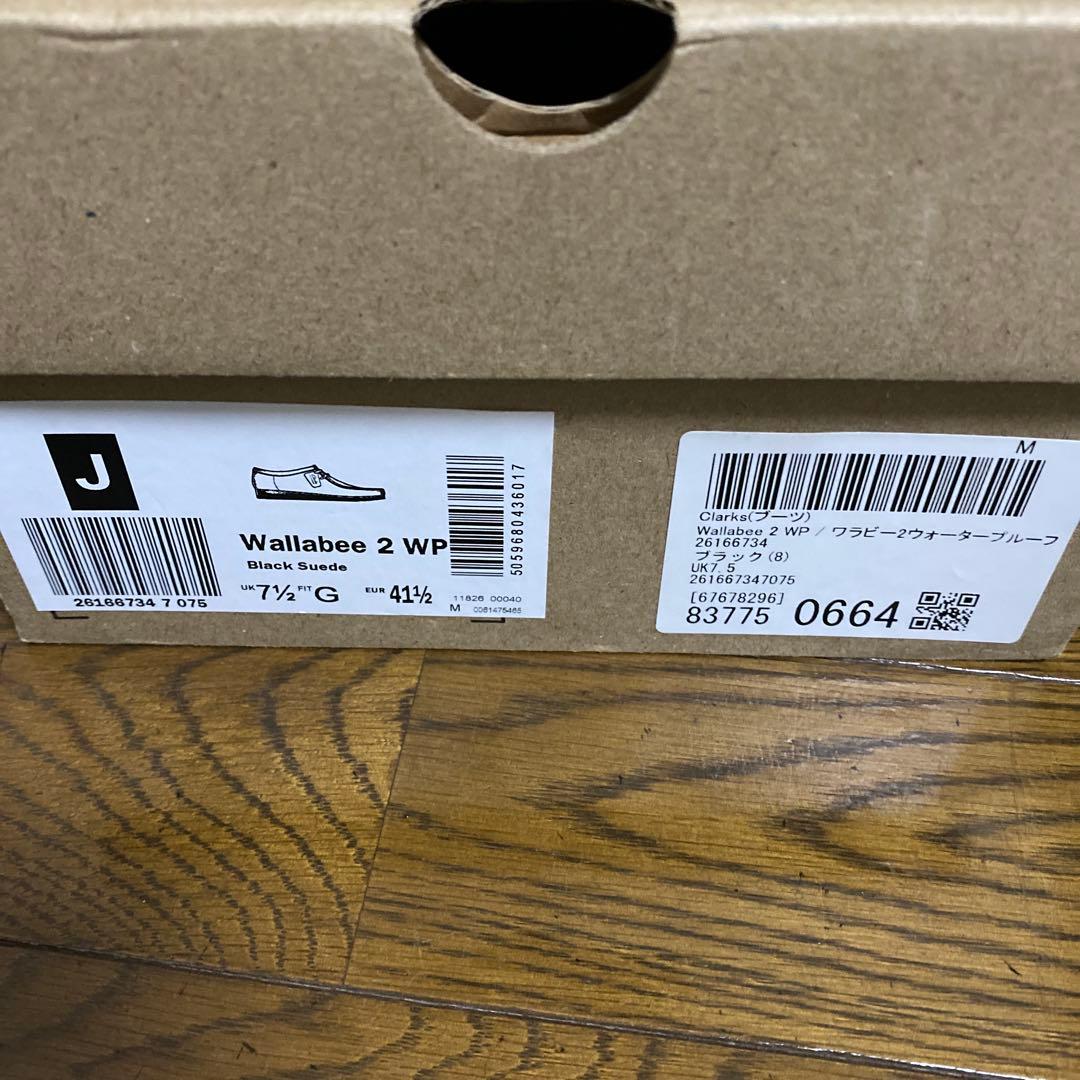 J
26166734 7 075
Wallabee 2 WP
Black Suede
UK 7½ FIT G EUR 41½
5059680436017
11826 00040
M 0061475465
M
Clarks(ブーツ)
Wallabee 2 WP / ワラビー2ウォータープルーフ
26166734
ブラック(8)
UK7.5
261667347075
[67678296]
83775 0664